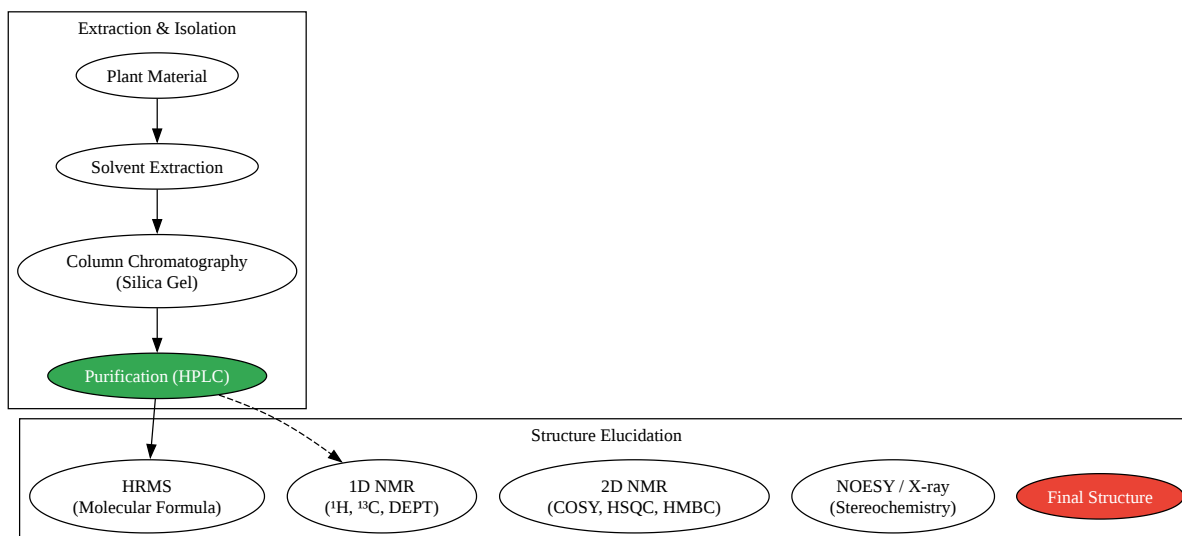 Extraction & Isolation
Plant Material
Solvent Extraction
Column Chromatography
(Silica Gel)
Purification (HPLC)
Structure Elucidation
HRMS
(Molecular Formula)
1D NMR
(¹H, ¹³C, DEPT)
2D NMR
(COSY, HSQC, HMBC)
NOESY / X-ray
(Stereochemistry)
Final Structure